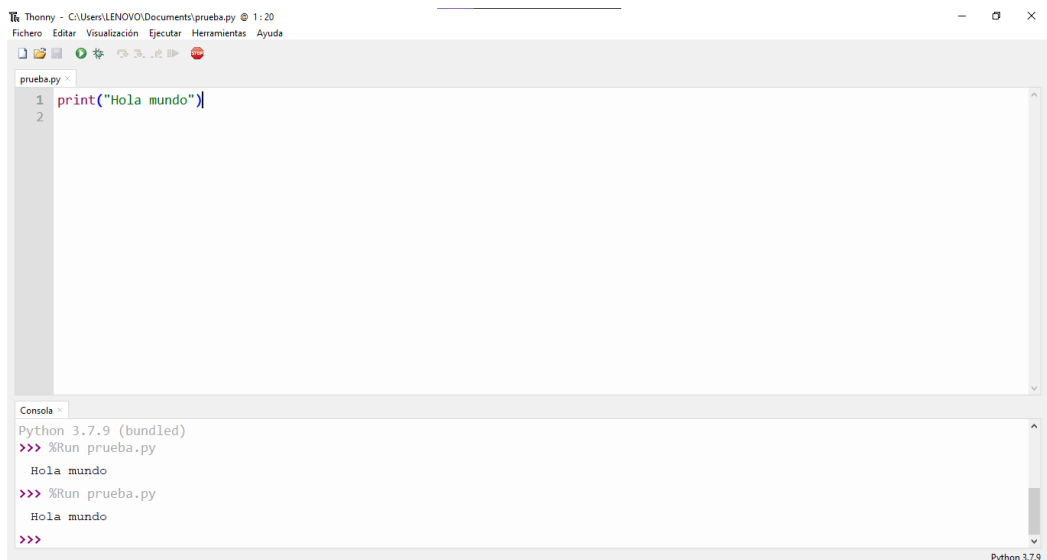 Thonny - C:\Users\LENOVO\Documents\prueba.py @ 1:20
Fichero Editar Visualización Ejecutar Herramientas Ayuda
STOP
prueba.py
1 print("Hola mundo")
2
Consola
Python 3.7.9 (bundled)
>>> %Run prueba.py
Hola mundo
>>> %Run prueba.py
Hola mundo
>>>
Python 3.7.9